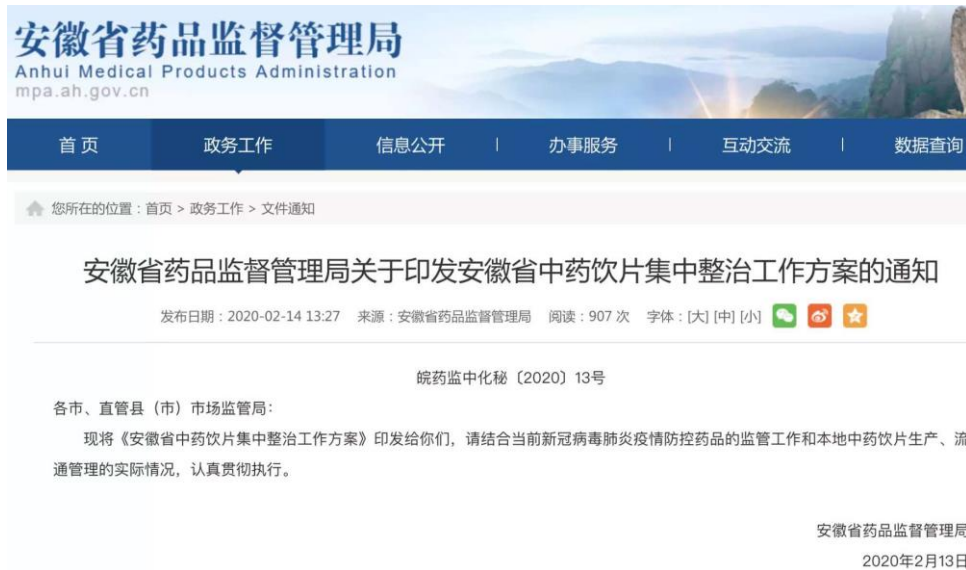 安徽省药品监督管理局
Anhui Medical Products Administration
mpa.ah.gov.cn
首页 政务工作 信息公开 | 办事服务 | 互动交流 | 数据查询
您所在的位置：首页 > 政务工作 > 文件通知
安徽省药品监督管理局关于印发安徽省中药饮片集中整治工作方案的通知
发布日期：2020-02-14 13:27 来源：安徽省药品监督管理局 阅读：907 次 字体：[大] [中] [小]
皖药监中化秘〔2020〕13号
各市、直管县（市）市场监管局：
现将《安徽省中药饮片集中整治工作方案》印发给你们，请结合当前新冠病毒肺炎疫情防控药品的监管工作和本地中药饮片生产、流
通管理的实际情况，认真贯彻执行。
安徽省药品监督管理局
2020年2月13日